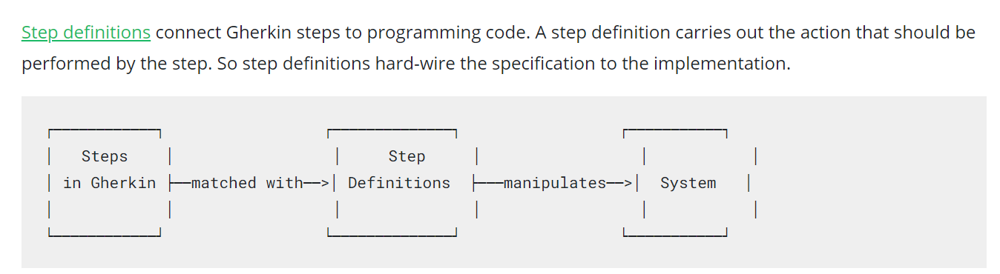 Step definitions connect Gherkin steps to programming code. A step definition carries out the action that should be
performed by the step. So step definitions hard-wire the specification to the implementation.
Steps Step
in Gherkin matched with Definitions manipulates System